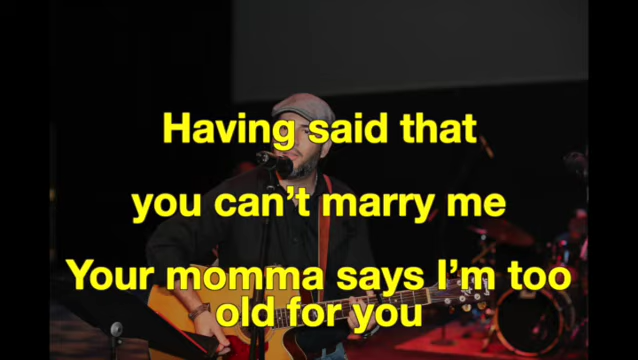 Having said that
you can't marry me
Your momma says I'm too
old for you